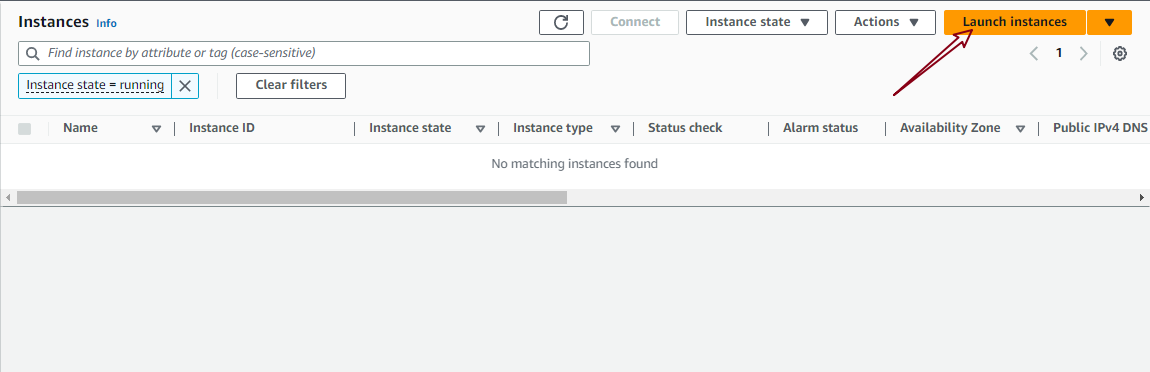 Instances Info Connect Instance state Actions Launch instances
Find instance by attribute or tag (case-sensitive) 1
Instance state = running Clear filters
Name Instance ID Instance state Instance type Status check Alarm status Availability Zone Public IPv4 DNS
No matching instances found